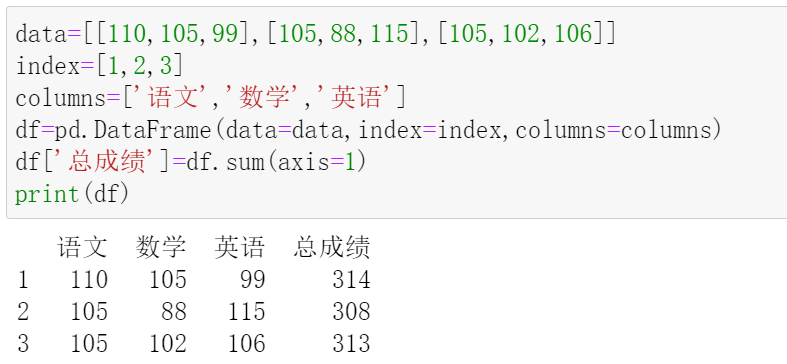 data=[[110,105,99],[105,88,115],[105,102,106]]
index=[1,2,3]
columns=['语文','数学','英语']
df=pd.DataFrame(data=data,index=index,columns=columns)
df['总成绩']=df.sum(axis=1)
print(df)
语文 数学 英语 总成绩
1 110 105 99 314
2 105 88 115 308
3 105 102 106 313